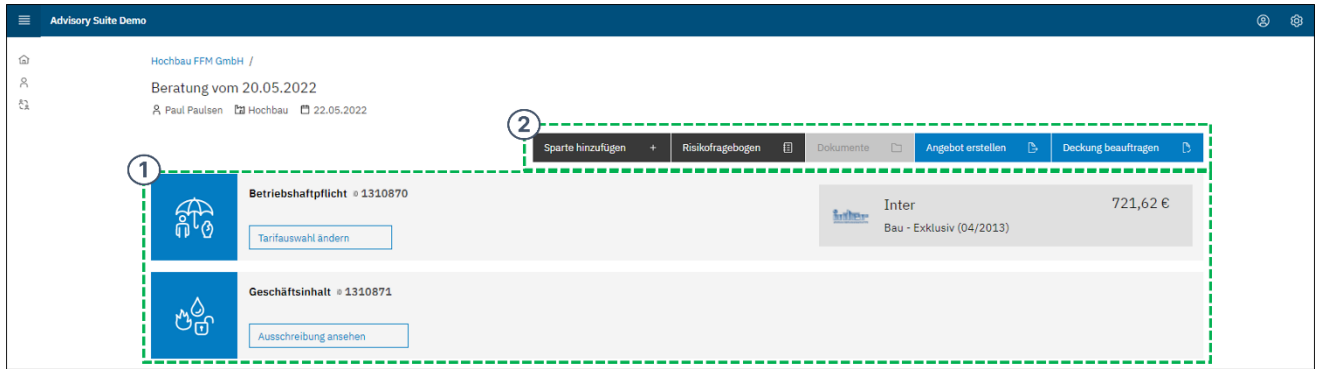 Advisory Suite Demo
Hochbau FFM GmbH /
Beratung vom 20.05.2022
Paul Paulsen Hochbau 22.05.2022
2
Sparte hinzufügen + Risikofragebogen Dokumente Angebot erstellen Deckung beauftragen
1
Betriebshaftpflicht 1310870
Tarifauswahl ändern
inter
Inter 721,62 €
Bau - Exklusiv (04/2013)
Geschäftsinhalt 1310871
Ausschreibung ansehen